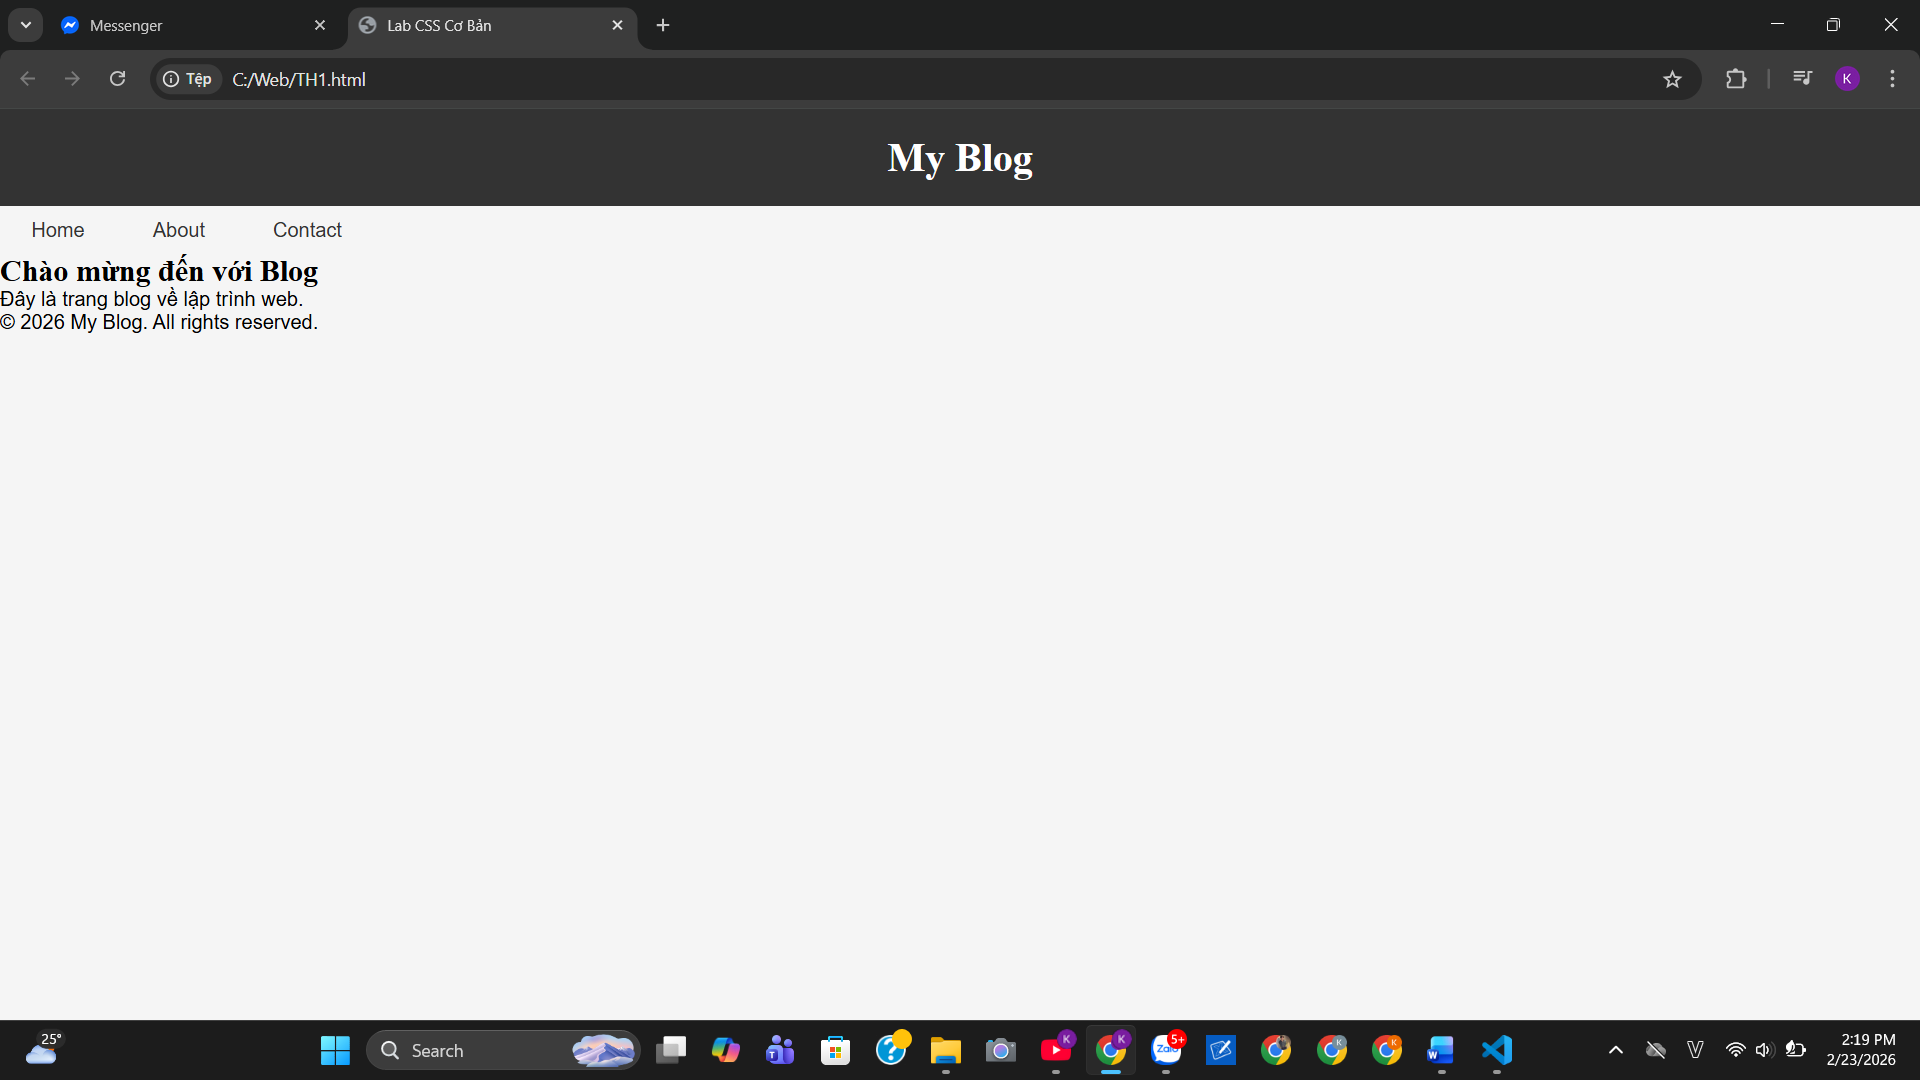 Messenger
Lab CSS Cơ Bản
Tệp
C:/Web/TH1.html
K
My Blog
Home About Contact
Chào mừng đến với Blog
Đây là trang blog về lập trình web.
© 2026 My Blog. All rights reserved.
25°
Search
K
K
Zalo
5+
K
K
2:19 PM
2/23/2026